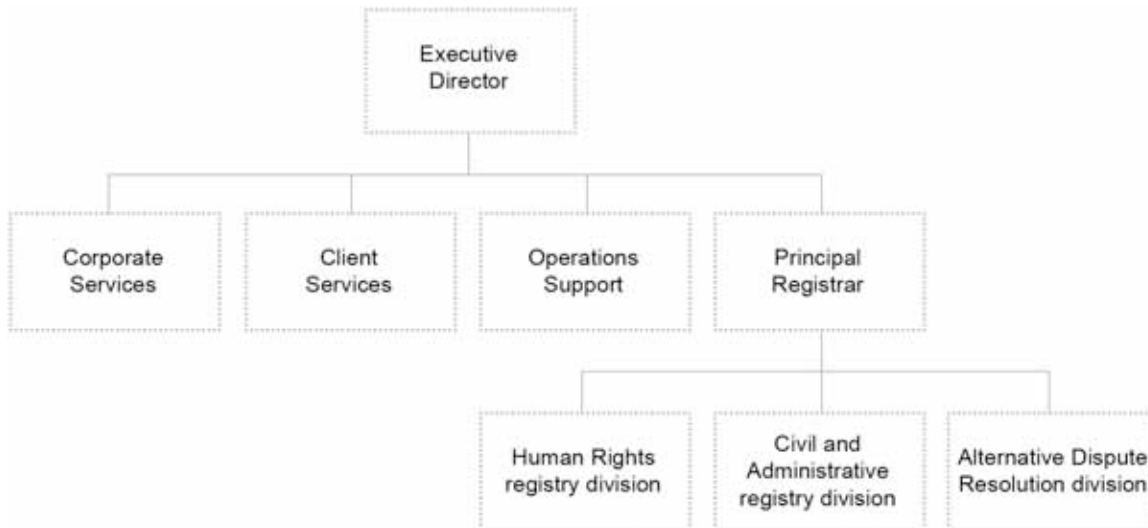 Executive
Director
Corporate
Services
Client
Services
Operations
Support
Principal
Registrar
Human Rights
registry division
Civil and
Administrative
registry division
Alternative Dispute
Resolution division